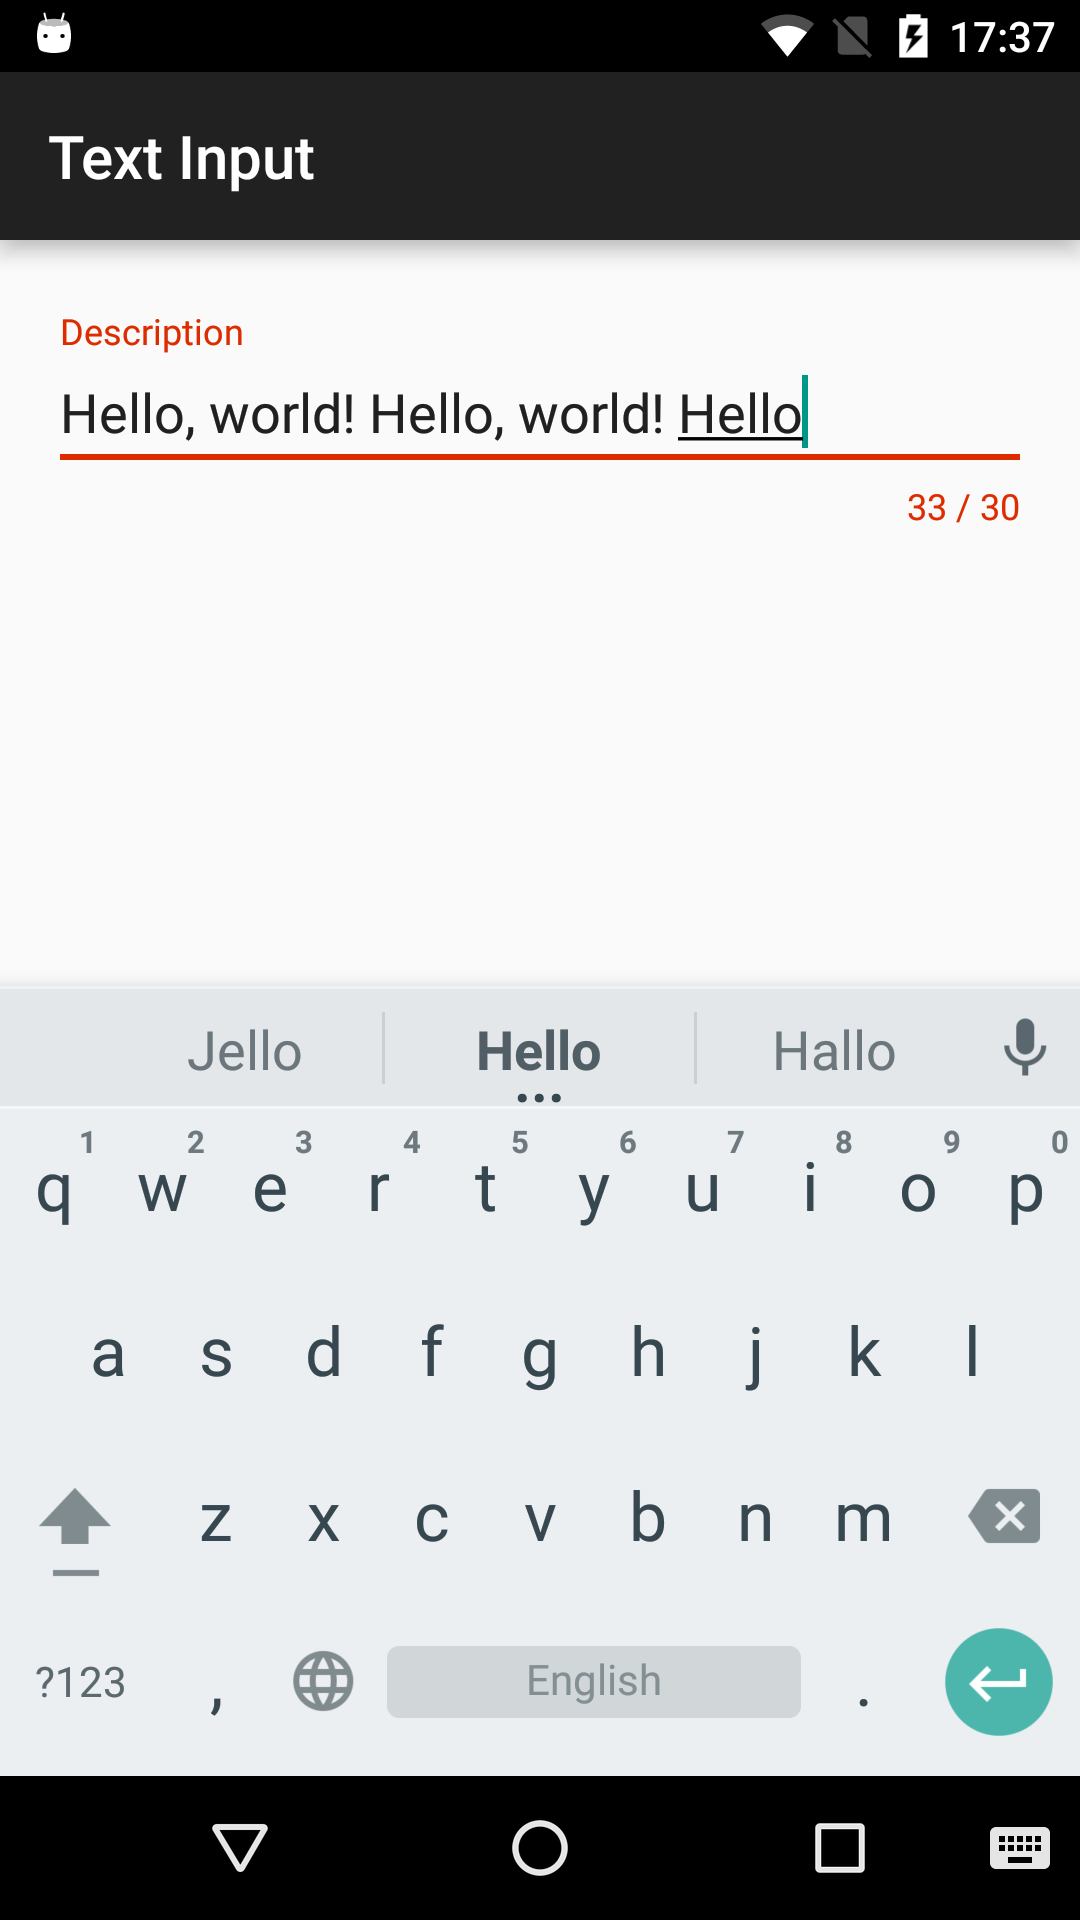 17:37
Text Input
Description
Hello, world! Hello, world! Hello
33 / 30
Jello Hello Hallo
1 2 3 4 5 6 7 8 9 0
q w e r t y u i o p
a s d f g h j k l
z x c v b n m
?123 , English .